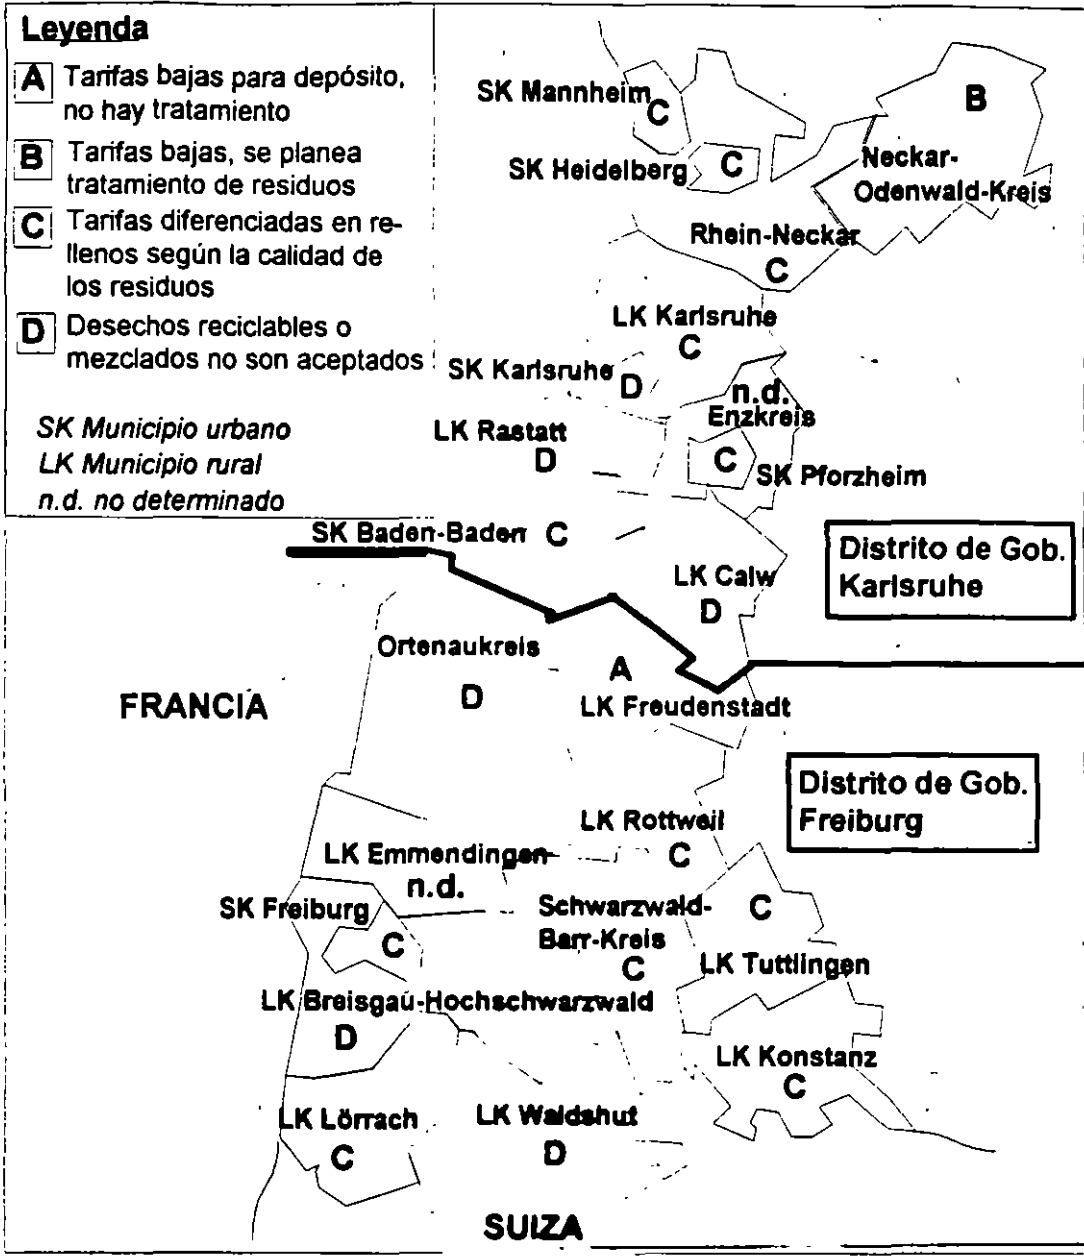 Leyenda
A Tarifas bajas para depósito,
no hay tratamiento
B Tarifas bajas, se planea
tratamiento de residuos
C Tarifas diferenciadas en re-
llenos según la calidad de
los residuos
D Desechos reciclables o
mezclados no son aceptados
SK Municipio urbano
LK Municipio rural
n.d. no determinado
SK Mannheim
C
B
SK Heidelberg
C
Neckar-
Odenwald-Kreis
Rhein-Neckar
C
LK Karlsruhe
C
SK Karlsruhe
D
n.d.
Enzkreis
LK Rastatt
D
C
SK Pforzheim
SK Baden-Baden C
Distrito de Gob.
Karlsruhe
LK Calw
D
Ortenaukreis
D
A
LK Freudenstadt
FRANCIA
Distrito de Gob.
Freiburg
LK Rottweil
C
LK Emmendingen
n.d.
SK Freiburg
C
Schwarzwald-
Barr-Kreis
C
C
LK Tuttlingen
LK Breisgau-Hochschwarzwald
D
LK Konstanz
C
LK Lörrach
C
LK Waldshut
D
SUIZA